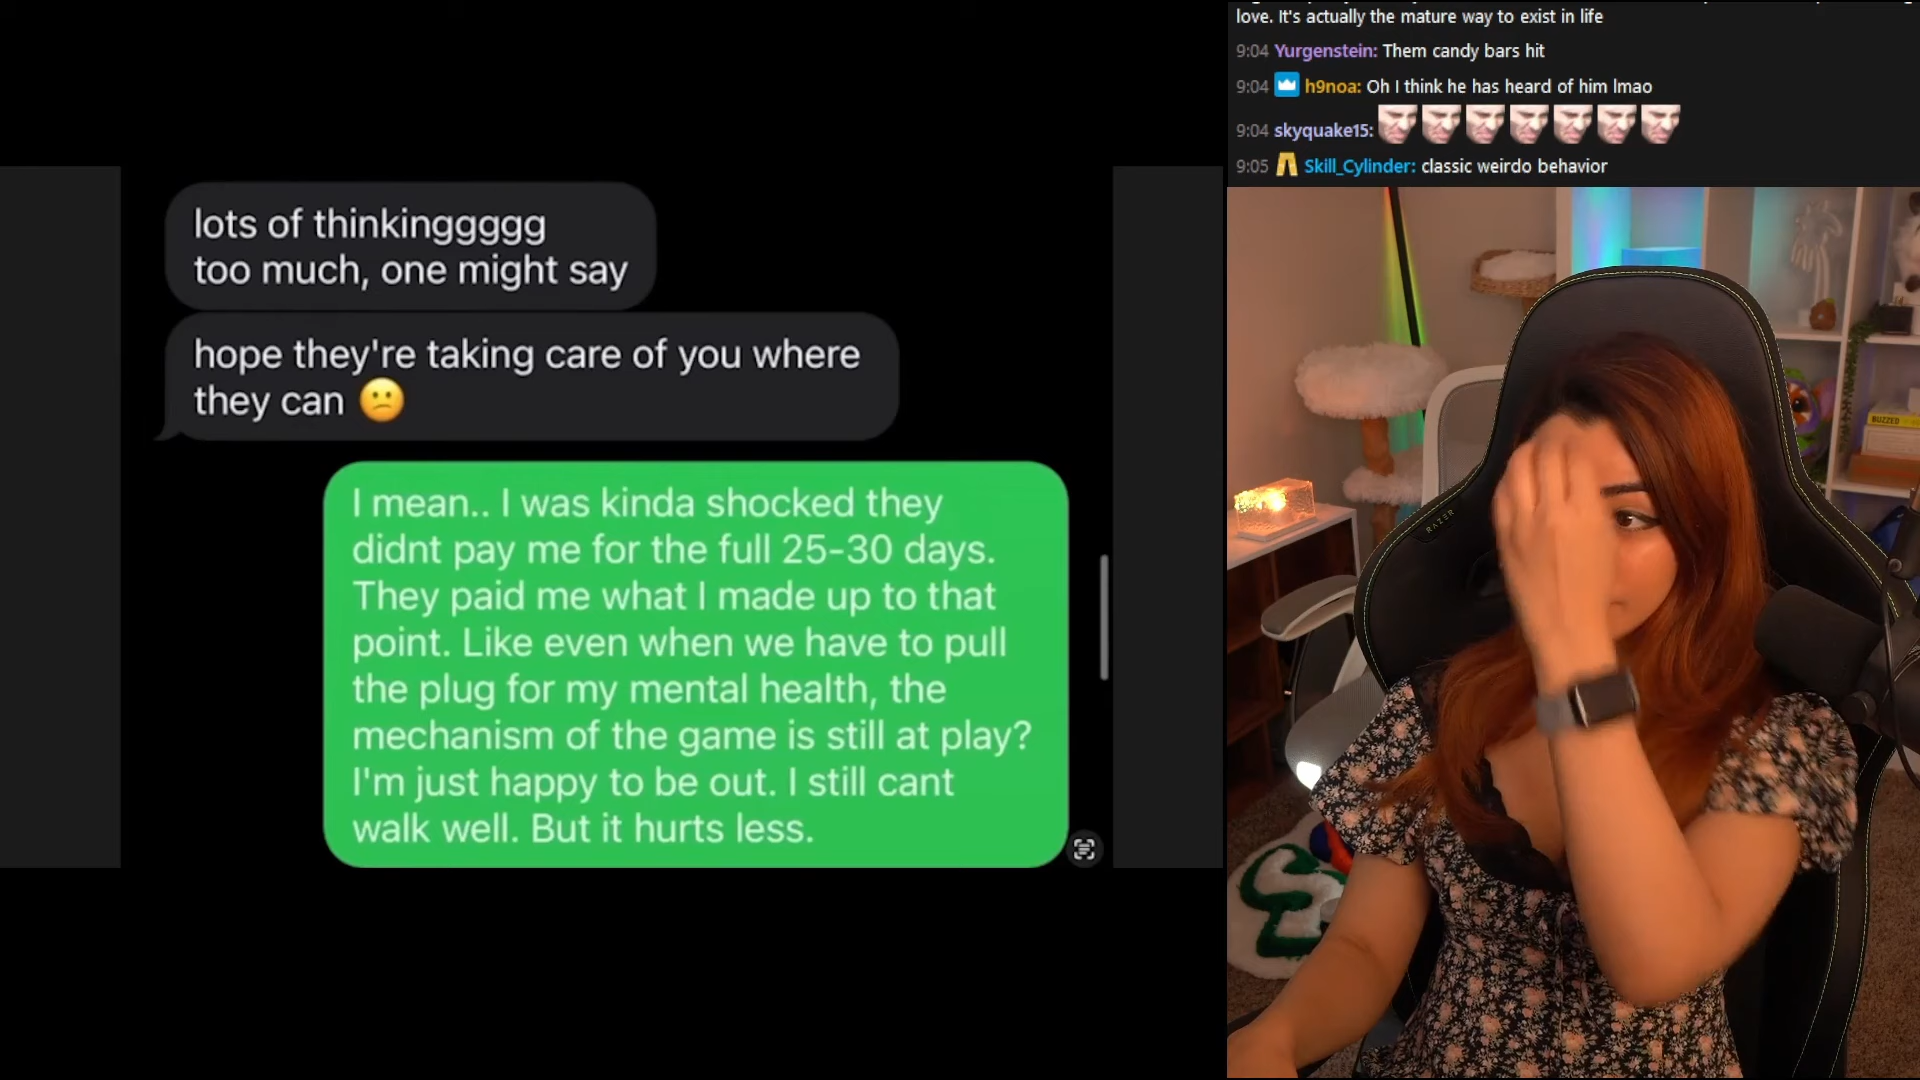 lots of thinkinggggg
too much, one might say
hope they're taking care of you where
they can 😕
I mean.. I was kinda shocked they
didnt pay me for the full 25-30 days.
They paid me what I made up to that
point. Like even when we have to pull
the plug for my mental health, the
mechanism of the game is still at play?
I'm just happy to be out. I still cant
walk well. But it hurts less.
love. It's actually the mature way to exist in life
9:04 Yurgenstein: Them candy bars hit
9:04 h9noa: Oh I think he has heard of him lmao
9:04 skyquake15:
9:05 Skill_Cylinder: classic weirdo behavior
RAZER
BUZZED